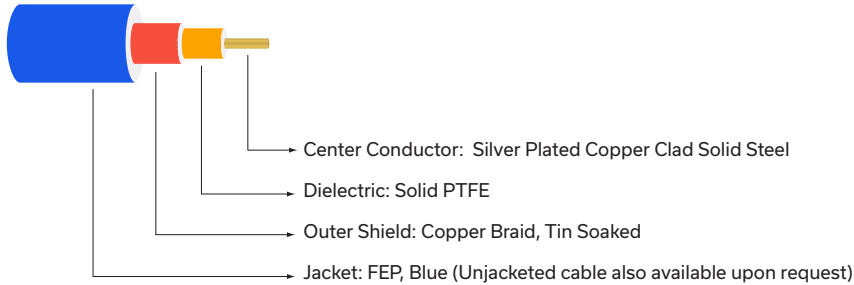 Center Conductor: Silver Plated Copper Clad Solid Steel
Dielectric: Solid PTFE
Outer Shield: Copper Braid, Tin Soaked
Jacket: FEP, Blue (Unjacketed cable also available upon request)